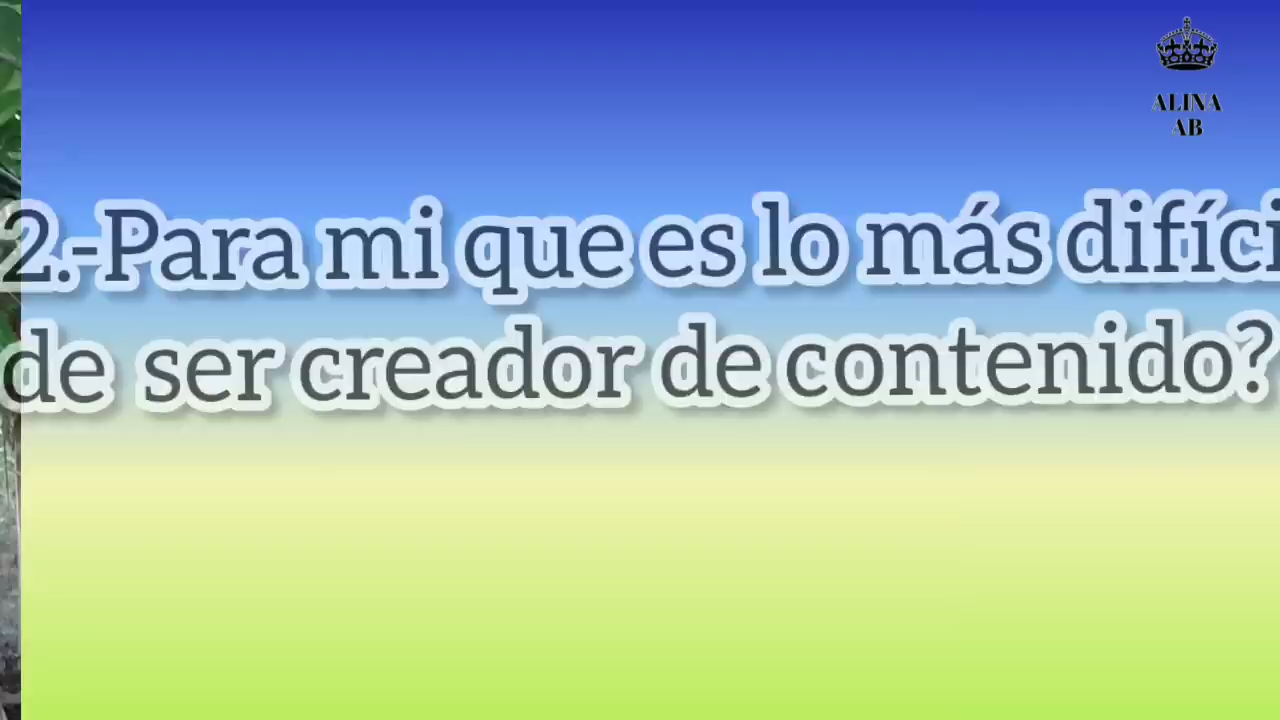 ALINA
AB
2.-Para mi que es lo más difíci
de ser creador de contenido?